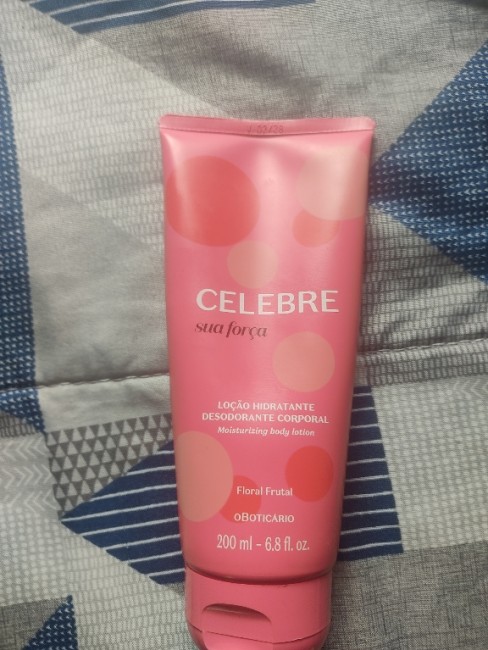 CELEBRE
sua força
LOÇÃO HIDRATANTE
DESODORANTE CORPORAL
Moisturizing body lotion
Floral Frutal
oBOTICÁRIO
200 ml - 6.8 fl. oz.